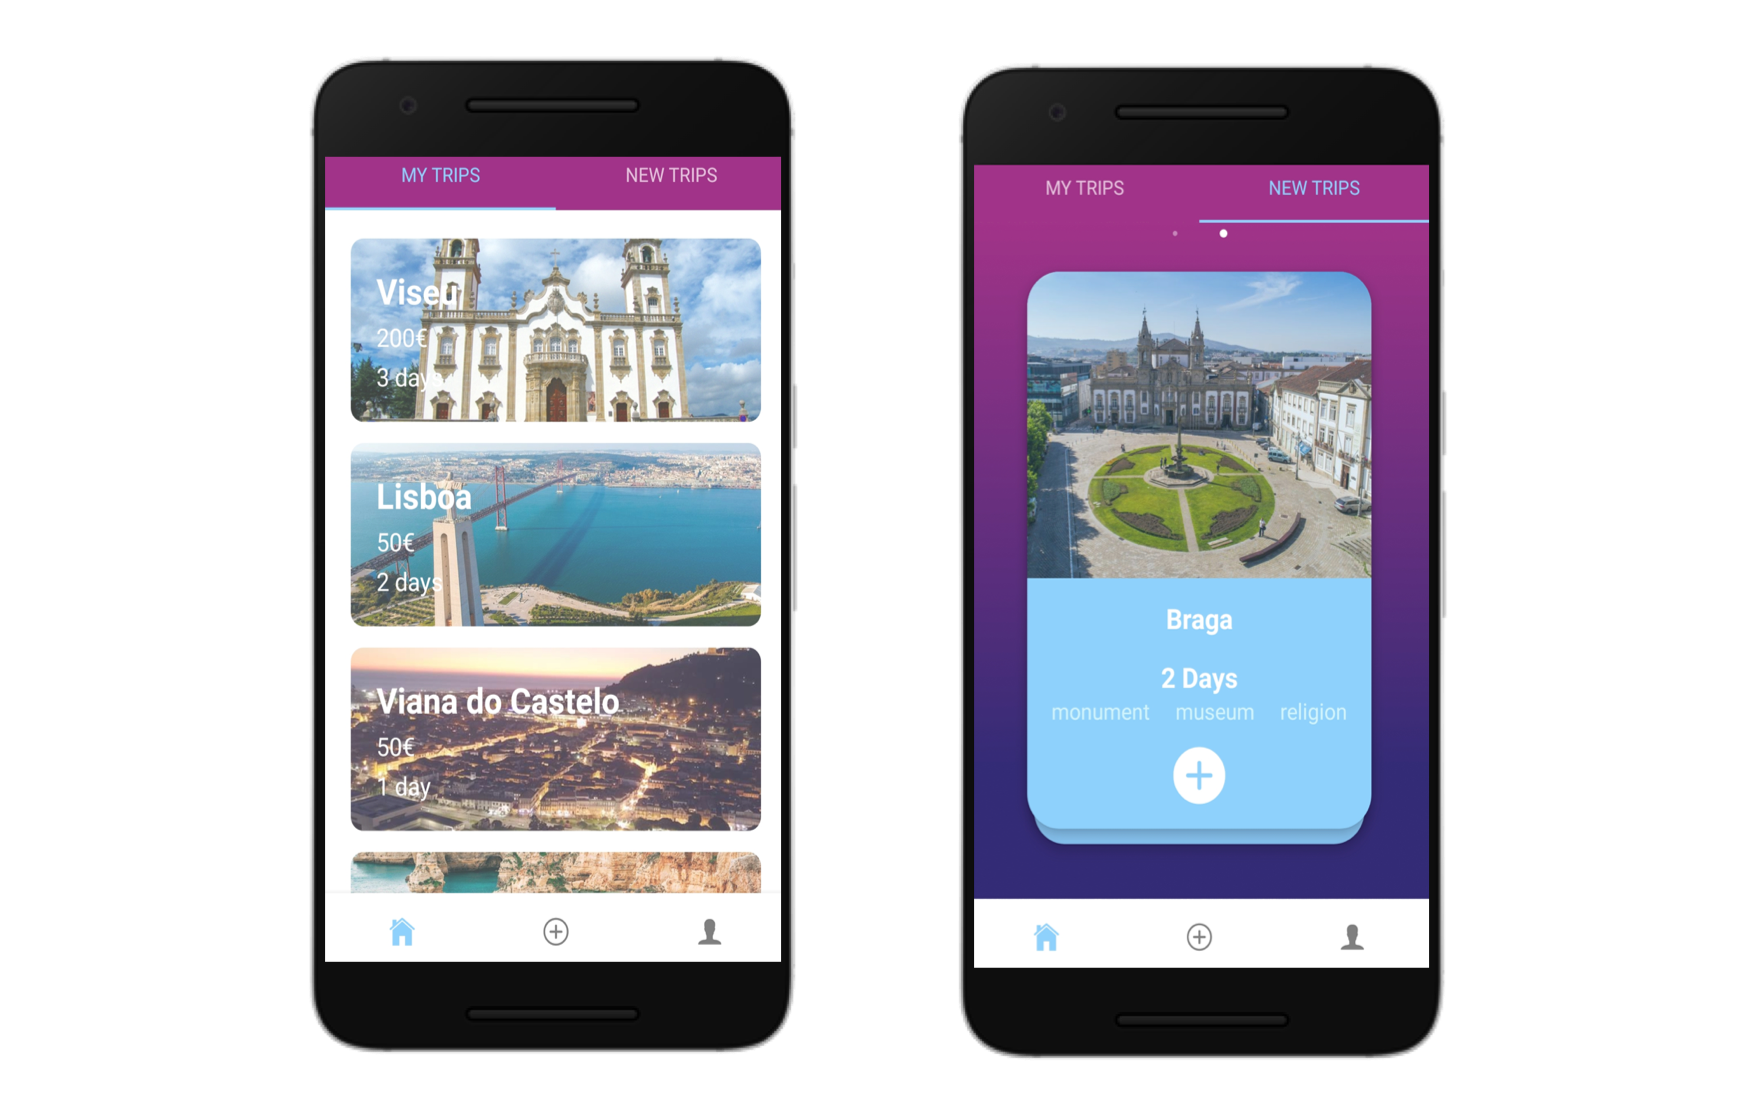 MY TRIPS
NEW TRIPS
Viseu
200€
3 days
Lisboa
50€
2 days
Viana do Castelo
50€
1 day
MY TRIPS
NEW TRIPS
Braga
2 Days
monument museum religion